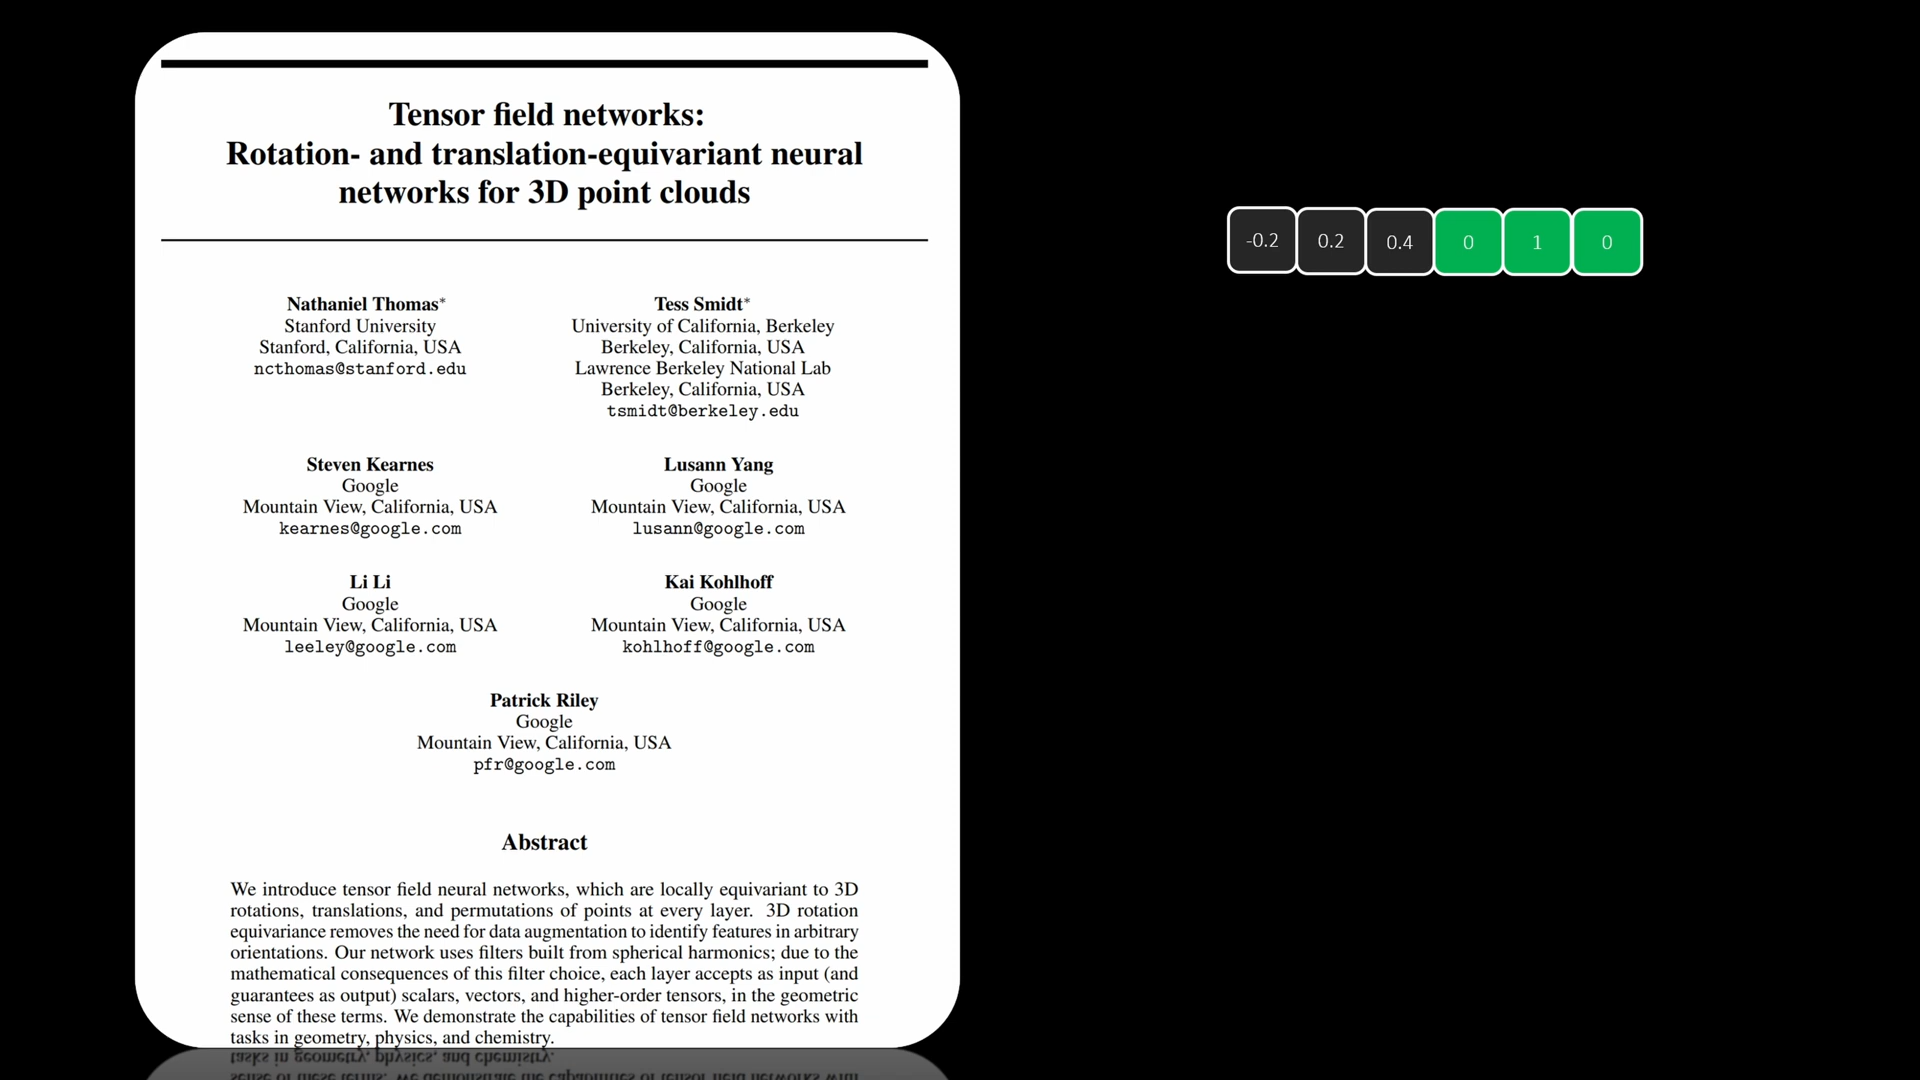 Tensor field networks:
Rotation- and translation-equivariant neural
networks for 3D point clouds
Nathaniel Thomas*
Stanford University
Stanford, California, USA
ncthomas@stanford.edu
Tess Smidt*
University of California, Berkeley
Berkeley, California, USA
Lawrence Berkeley National Lab
Berkeley, California, USA
tsmidt@berkeley.edu
Steven Kearnes
Google
Mountain View, California, USA
kearnes@google.com
Lusann Yang
Google
Mountain View, California, USA
lusann@google.com
Li Li
Google
Mountain View, California, USA
leeley@google.com
Kai Kohlhoff
Google
Mountain View, California, USA
kohlhoff@google.com
Patrick Riley
Google
Mountain View, California, USA
pfr@google.com
Abstract
We introduce tensor field neural networks, which are locally equivariant to 3D
rotations, translations, and permutations of points at every layer. 3D rotation
equivariance removes the need for data augmentation to identify features in arbitrary
orientations. Our network uses filters built from spherical harmonics; due to the
mathematical consequences of this filter choice, each layer accepts as input (and
guarantees as output) scalars, vectors, and higher-order tensors, in the geometric
sense of these terms. We demonstrate the capabilities of tensor field networks with
tasks in geometry, physics, and chemistry.
-0.2 0.2 0.4 0 1 0